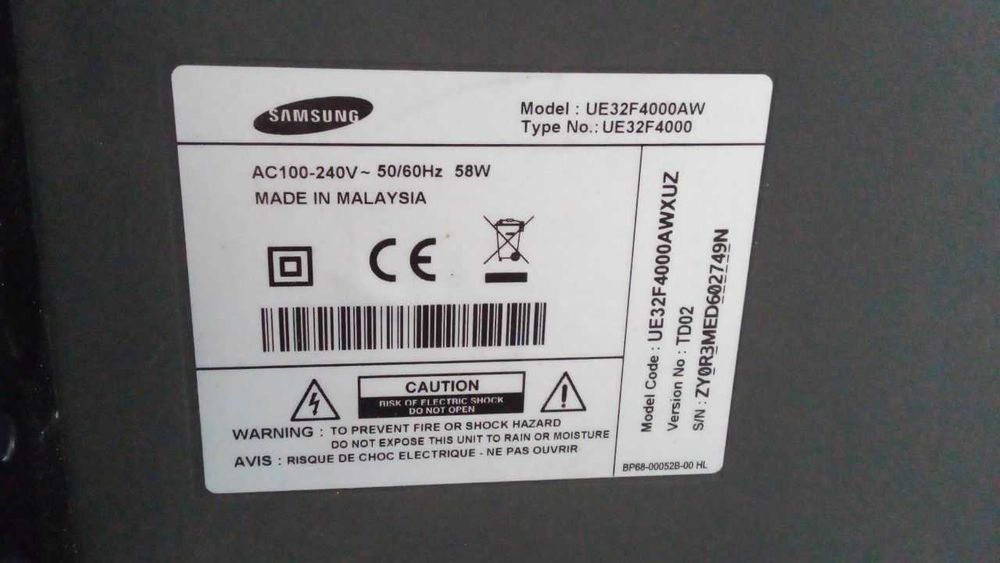 SAMSUNG
Model : UE32F4000AW
Type No.: UE32F4000
AC100-240V~ 50/60Hz 58W
MADE IN MALAYSIA
CE
CAUTION
RISK OF ELECTRIC SHOCK
DO NOT OPEN
WARNING : TO PREVENT FIRE OR SHOCK HAZARD
DO NOT EXPOSE THIS UNIT TO RAIN OR MOISTURE
AVIS : RISQUE DE CHOC ELECTRIQUE - NE PAS OUVRIR
Model Code : UE32F4000AWXUZ
Version No : TD02
S/N : ZY0R3MED602749N
BP68-00052B-00 HL